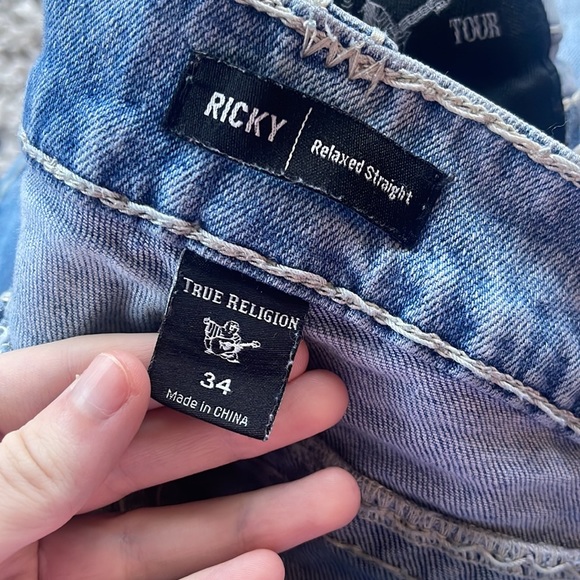 TOUR
RICKY | Relaxed Straight
TRUE RELIGION
34
Made in CHINA